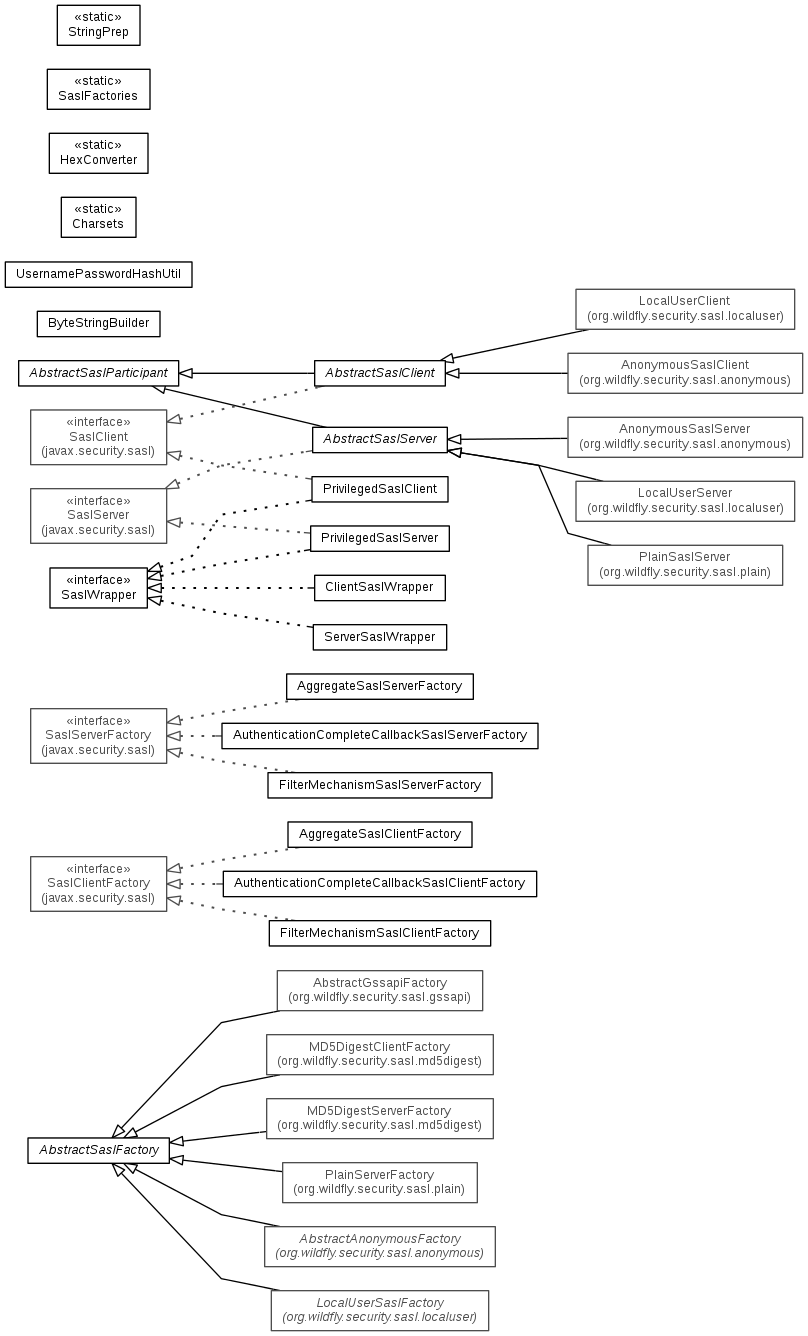 «static»
StringPrep
«static»
SaslFactories
«static»
HexConverter
«static»
Charsets
UsernamePasswordHashUtil
ByteStringBuilder
AbstractSaslParticipant
«interface»
SaslClient
(javax.security.sasl)
«interface»
SaslServer
(javax.security.sasl)
«interface»
SaslWrapper
AbstractSaslClient
AbstractSaslServer
PrivilegedSaslClient
PrivilegedSaslServer
ClientSaslWrapper
ServerSaslWrapper
LocalUserClient
(org.wildfly.security.sasl.localuser)
AnonymousSaslClient
(org.wildfly.security.sasl.anonymous)
AnonymousSaslServer
(org.wildfly.security.sasl.anonymous)
LocalUserServer
(org.wildfly.security.sasl.localuser)
PlainSaslServer
(org.wildfly.security.sasl.plain)
«interface»
SaslServerFactory
(javax.security.sasl)
AggregateSaslServerFactory
AuthenticationCompleteCallbackSaslServerFactory
FilterMechanismSaslServerFactory
«interface»
SaslClientFactory
(javax.security.sasl)
AggregateSaslClientFactory
AuthenticationCompleteCallbackSaslClientFactory
FilterMechanismSaslClientFactory
AbstractSaslFactory
AbstractGssapiFactory
(org.wildfly.security.sasl.gssapi)
MD5DigestClientFactory
(org.wildfly.security.sasl.md5digest)
MD5DigestServerFactory
(org.wildfly.security.sasl.md5digest)
PlainServerFactory
(org.wildfly.security.sasl.plain)
AbstractAnonymousFactory
(org.wildfly.security.sasl.anonymous)
LocalUserSaslFactory
(org.wildfly.security.sasl.localuser)